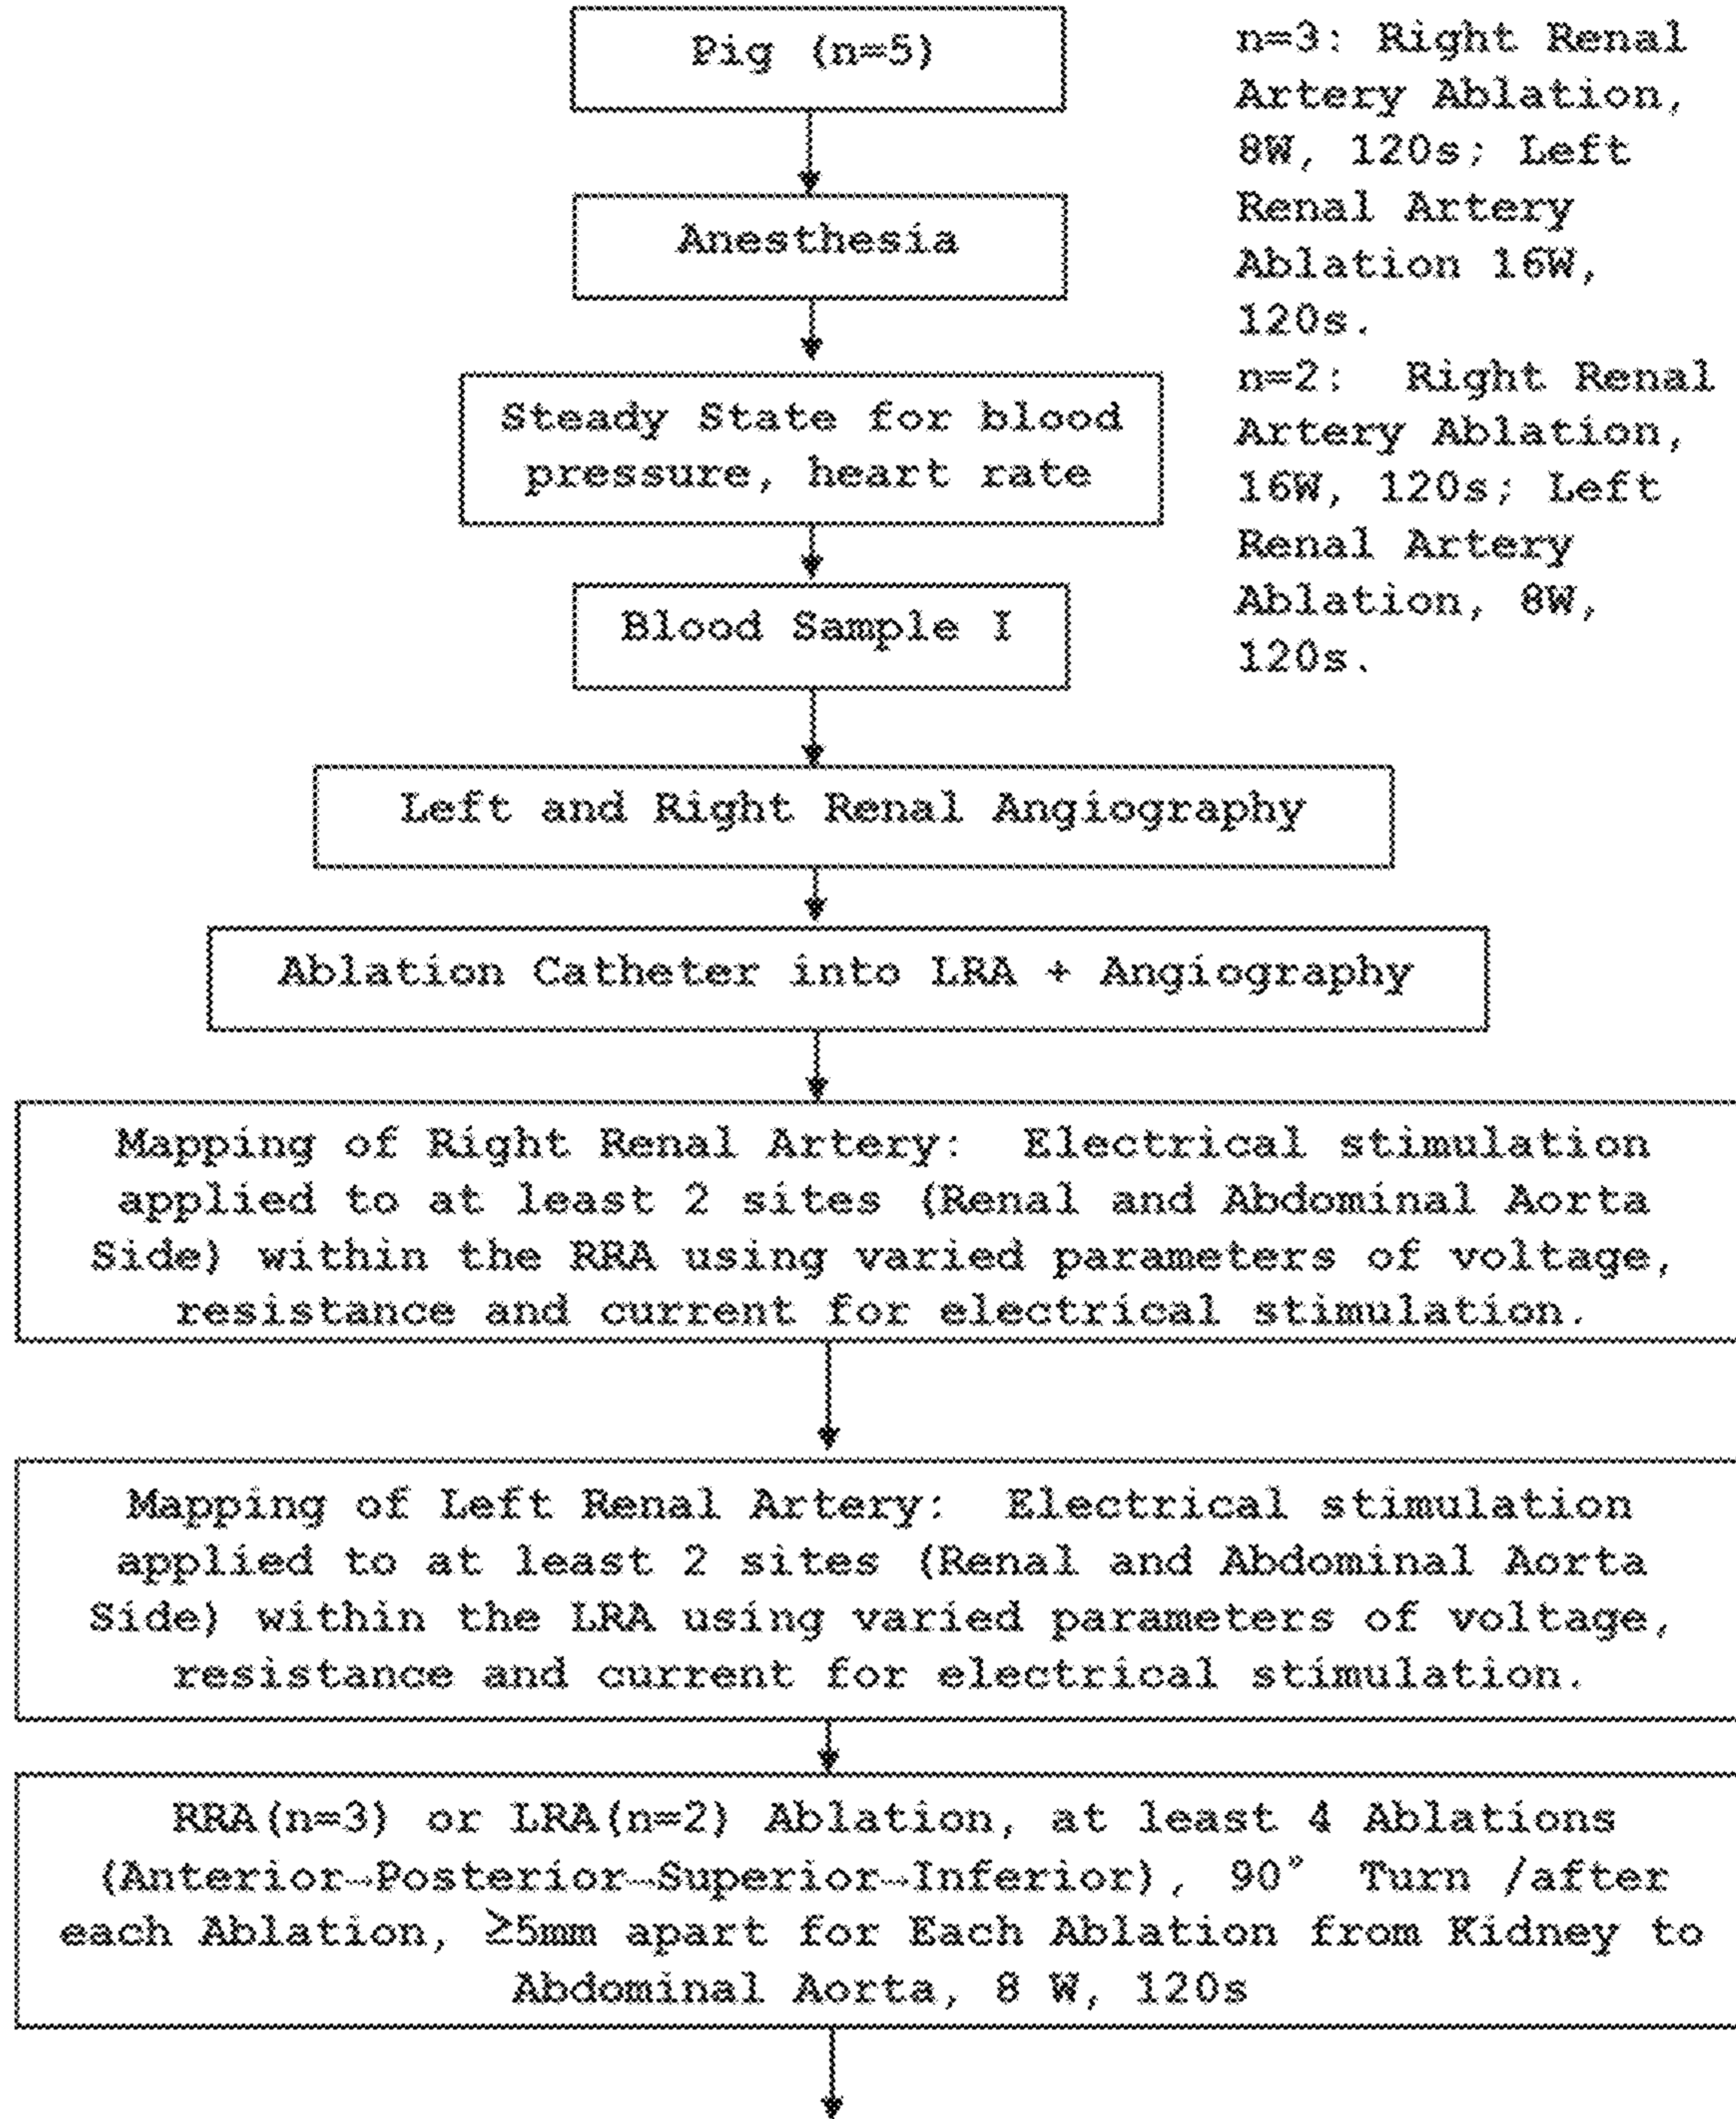 Pig (n=5)
Anesthesia
Steady State for blood
pressure, heart rate
Blood Sample I
Left and Right Renal Angiography
Ablation Catheter into LRA + Angiography
Mapping of Right Renal Artery: Electrical stimulation
applied to at least 2 sites (Renal and Abdominal Aorta
Side) within the RRA using varied parameters of voltage,
resistance and current for electrical stimulation.
Mapping of Left Renal Artery: Electrical stimulation
applied to at least 2 sites (Renal and Abdominal Aorta
Side) within the LRA using varied parameters of voltage,
resistance and current for electrical stimulation.
RRA(n=3) or LRA(n=2) Ablation, at least 4 Ablations
(Anterior→Posterior→Superior→Inferior), 90° Turn /after
each Ablation, ≥5mm apart for Each Ablation from Kidney to
Abdominal Aorta, 8 W, 120s
n=3: Right Renal
Artery Ablation,
8W, 120s; Left
Renal Artery
Ablation 16W,
120s.
n=2: Right Renal
Artery Ablation,
16W, 120s; Left
Renal Artery
Ablation, 8W,
120s.